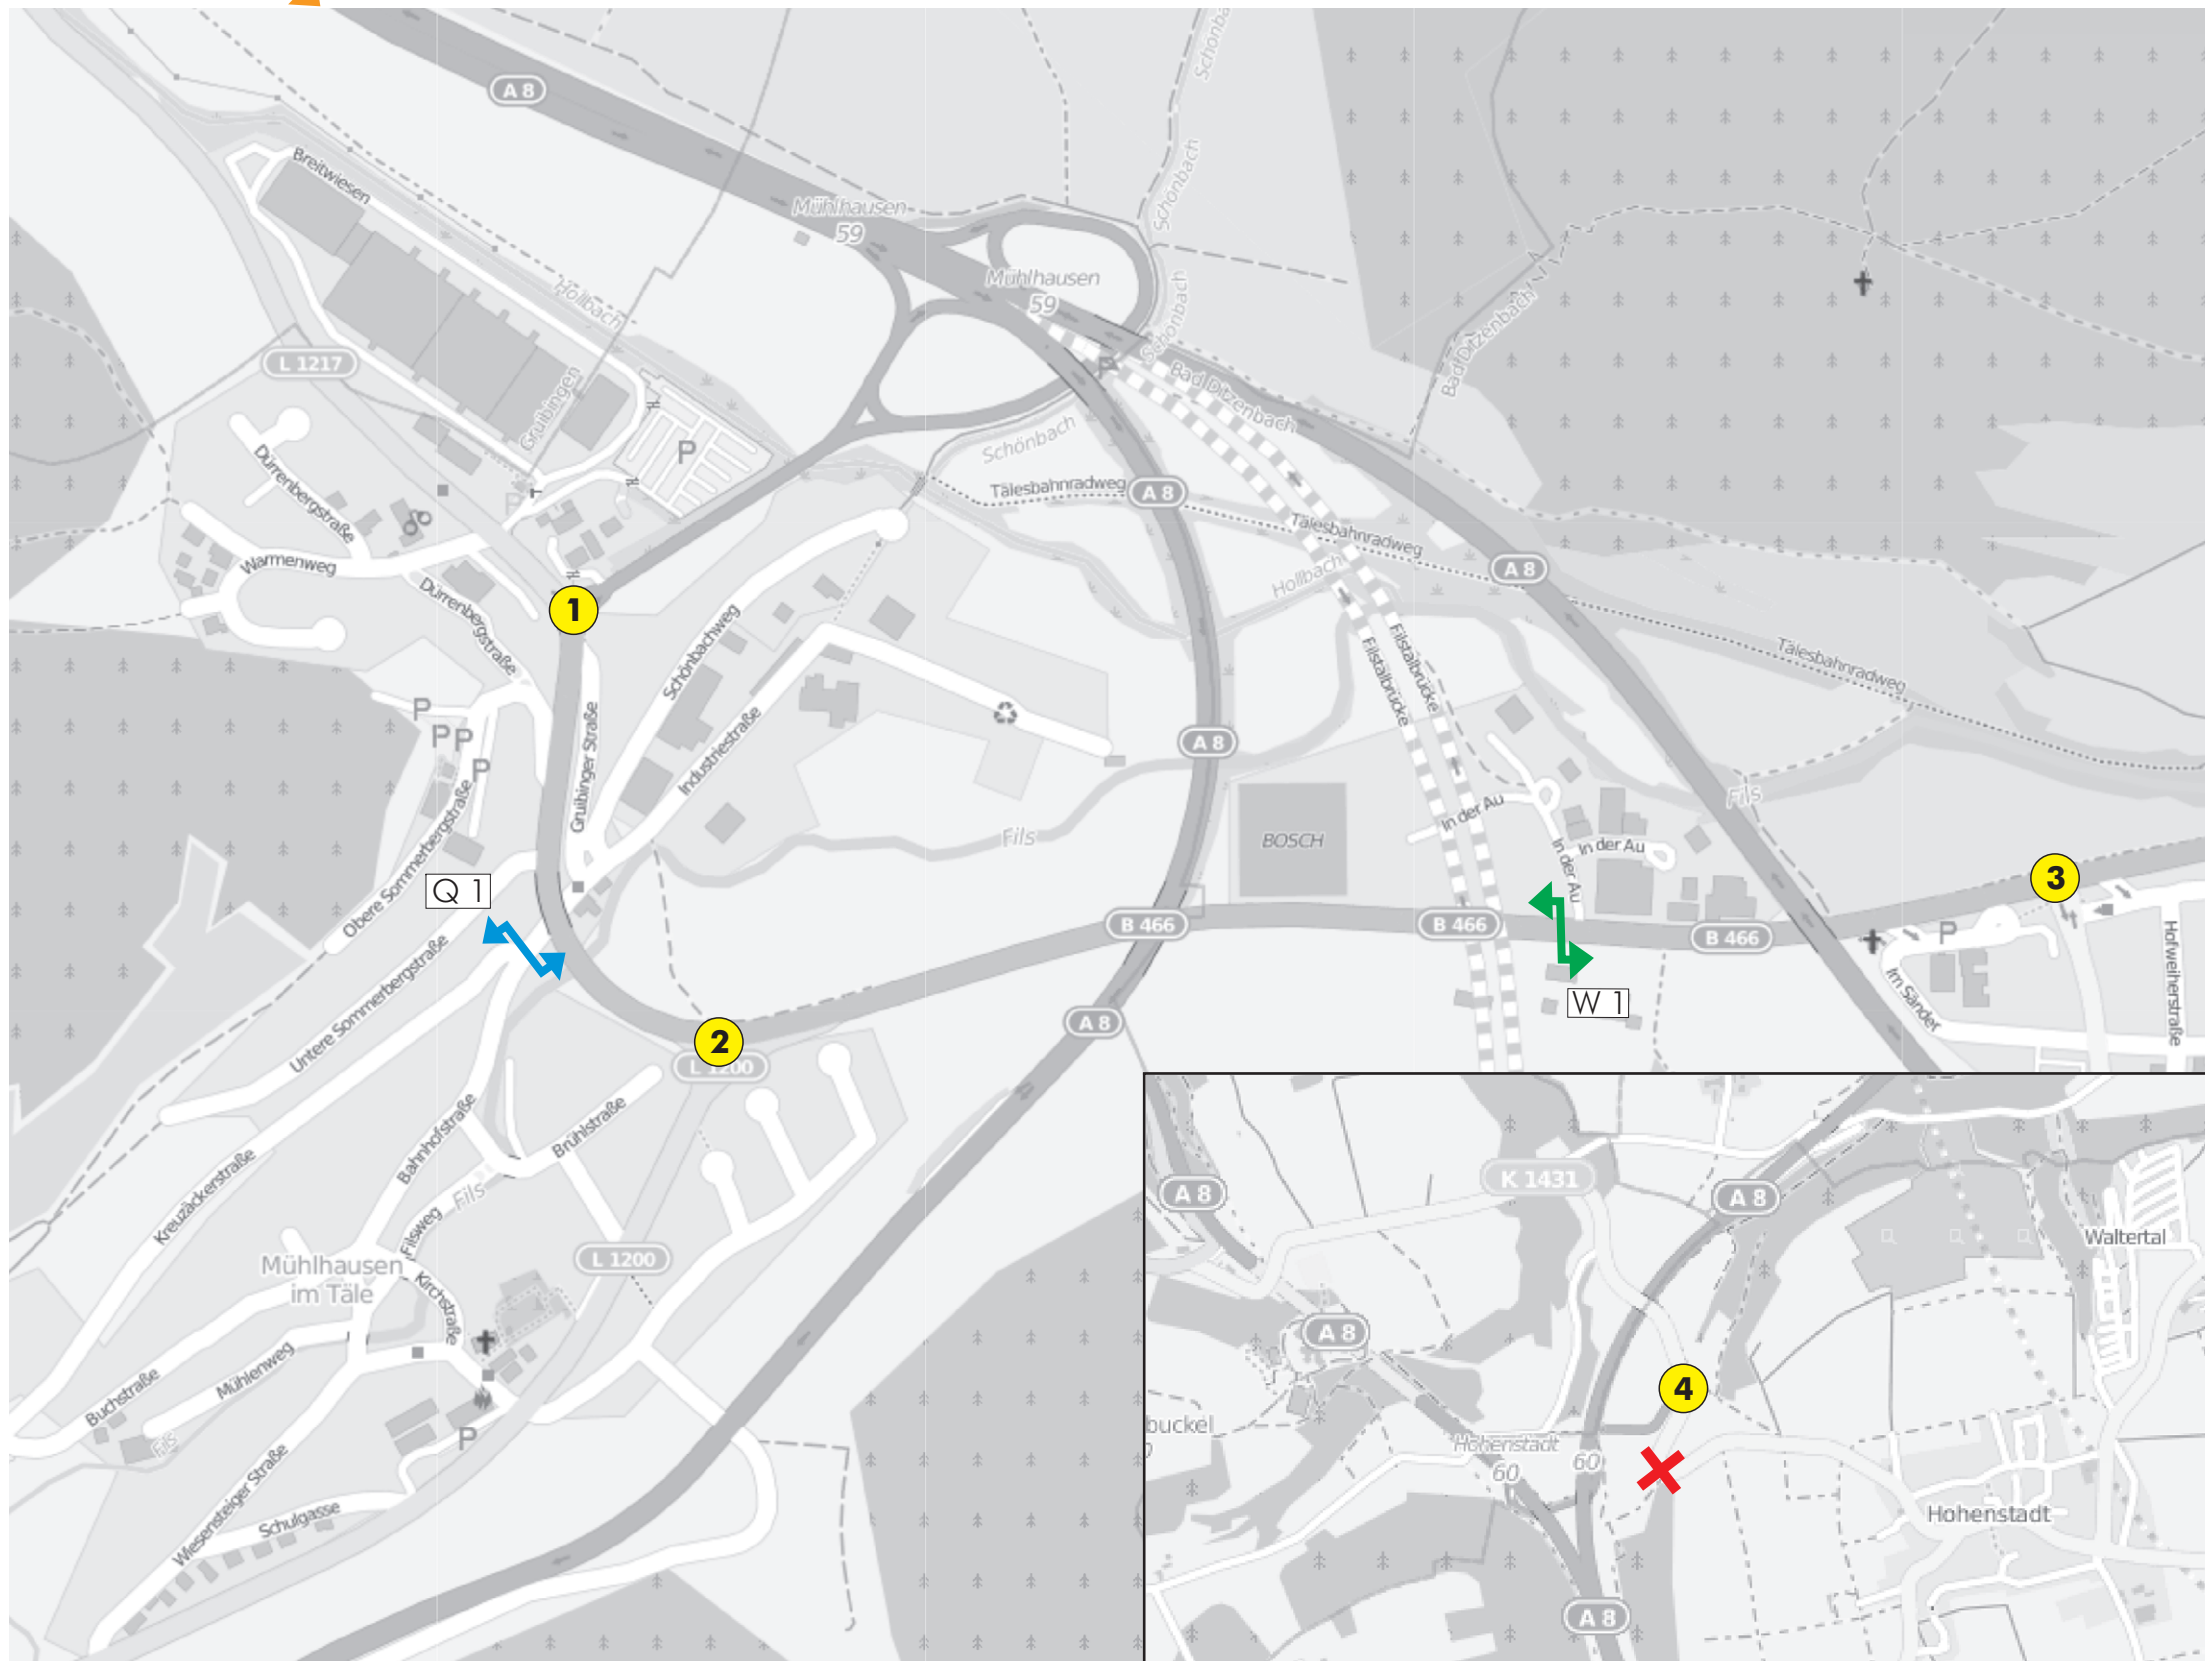 A 8
Schönbach
Breitwiesen
Schönbach
Mühlhausen
59
Mühlhausen
59
Hollbach
Schönbach
Bad Ditzenbach
L 1217
Gruibingen
Bad Ditzenbach
P
P
Schönbach
Dürrenbergstraße
P
Tälesbahnradweg
A 8
Tälesbahnradweg
Warmenweg
A 8
Hollbach
Dürrenbergstraße
1
Schönbachweg
Filstalbrücke
Filstalbrücke
Tälesbahnradweg
P
P P
P
Gruibinger Straße
Industriestraße
A 8
Fils
In der Au
Obere Sommerbergstraße
Fils
BOSCH
In der Au
In der Au
3
Q 1
B 466
B 466
B 466
P
Hofweiherstraße
Untere Sommerbergstraße
Im Sänder
W 1
2
A 8
L 1200
Bahnhofstraße
Brühlstraße
Kreuzäckerstraße
Fils
Filsweg
Mühlhausen
im Täle
L 1200
Kirchstraße
Buchstraße
Mühlenweg
Fils
P
Wiesensteiger Straße
Schulgasse
K 1431
A 8
A 8
Waltertal
A 8
4
buckel
Hohenstadt
60
60
Hohenstadt
A 8